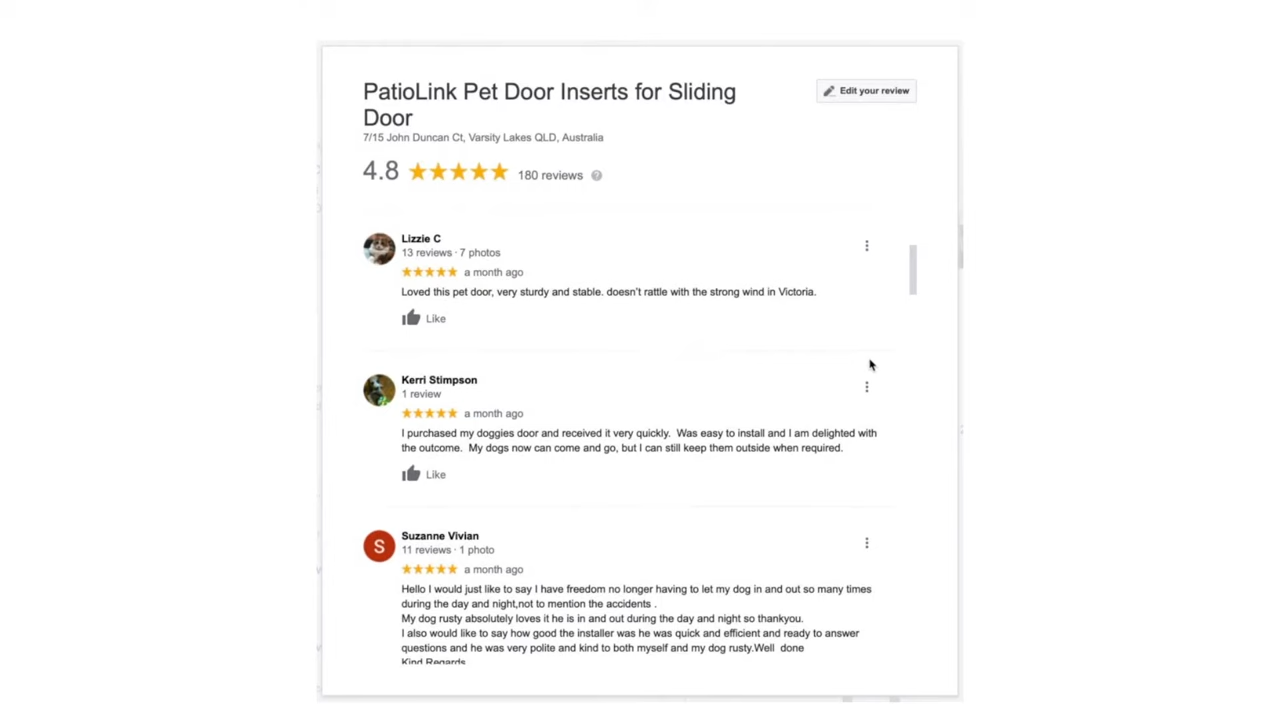 PatioLink Pet Door Inserts for Sliding
Door
Edit your review
7/15 John Duncan Ct, Varsity Lakes QLD, Australia
4.8 180 reviews
Lizzie C
13 reviews · 7 photos
a month ago
Loved this pet door, very sturdy and stable. doesn't rattle with the strong wind in Victoria.
Like
Kerri Stimpson
1 review
a month ago
I purchased my doggies door and received it very quickly.  Was easy to install and I am delighted with
the outcome.  My dogs now can come and go, but I can still keep them outside when required.
Like
S
Suzanne Vivian
11 reviews · 1 photo
a month ago
Hello I would just like to say I have freedom no longer having to let my dog in and out so many times
during the day and night,not to mention the accidents .
My dog rusty absolutely loves it he is in and out during the day and night so thankyou.
I also would like to say how good the installer was he was quick and efficient and ready to answer
questions and he was very polite and kind to both myself and my dog rusty.Well  done
Kind Regards